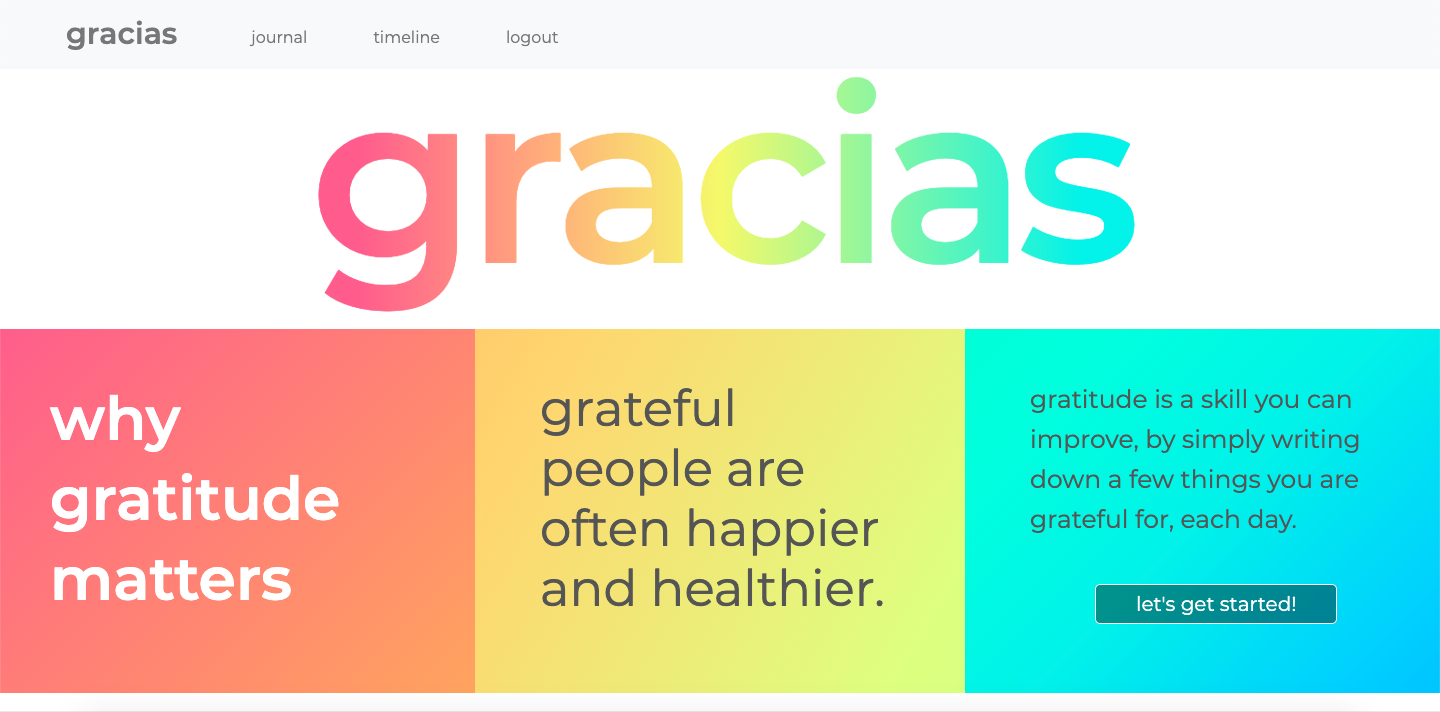 gracias journal timeline logout
gracias
why
gratitude
matters
grateful
people are
often happier
and healthier.
gratitude is a skill you can
improve, by simply writing
down a few things you are
grateful for, each day.
let's get started!